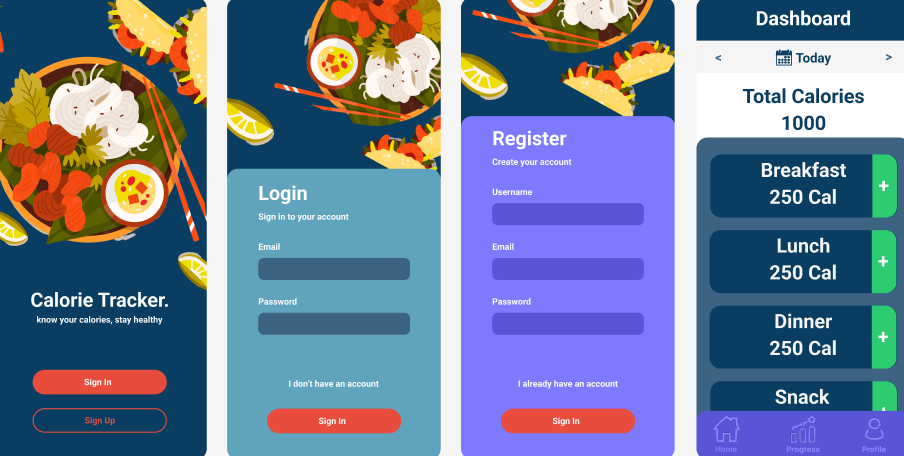 Calorie Tracker.
know your calories, stay healthy
Sign In
Sign Up
Login
Sign in to your account
Email
Password
I don't have an account
Sign In
Register
Create your account
Username
Email
Password
I already have an account
Sign In
Dashboard
< Today >
Total Calories
1000
Breakfast
250 Cal
+
Lunch
250 Cal
+
Dinner
250 Cal
+
Snack
Home Progress Profile